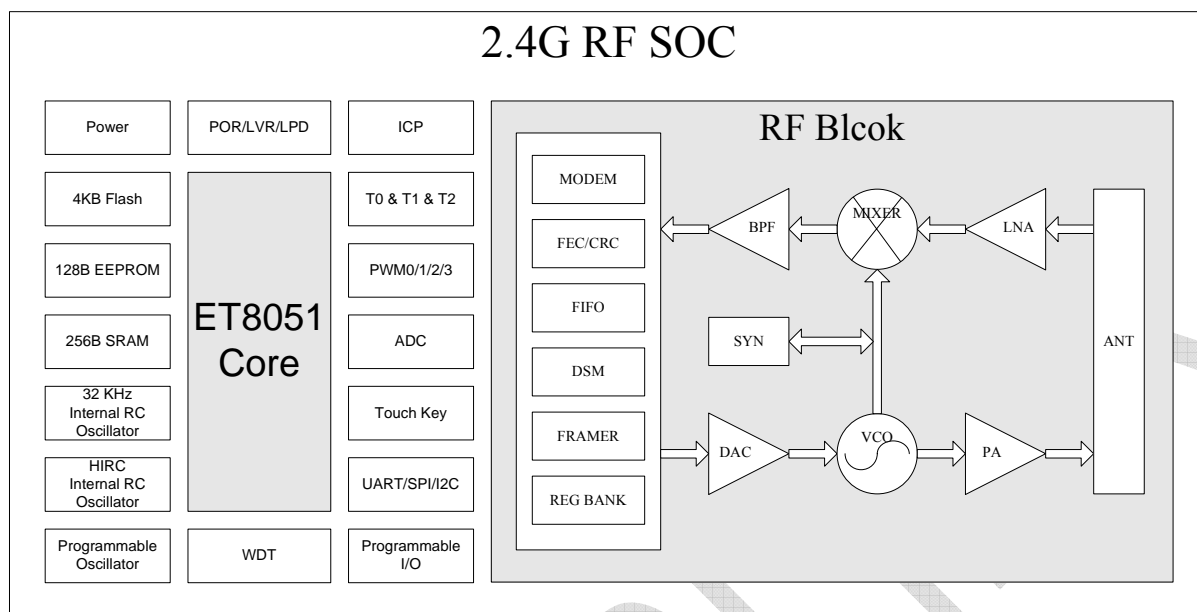 2.4G RF SOC
Power
POR/LVR/LPD
ICP
4KB Flash
128B EEPROM
256B SRAM
32 KHz
Internal RC
Oscillator
HIRC
Internal RC
Oscillator
Programmable
Oscillator
ET8051
Core
WDT
T0 & T1 & T2
PWM0/1/2/3
ADC
Touch Key
UART/SPI/I2C
Programmable
I/O
RF Blcok
MODEM
FEC/CRC
FIFO
DSM
FRAMER
REG BANK
BPF
MIXER
LNA
SYN
ANT
DAC
VCO
PA